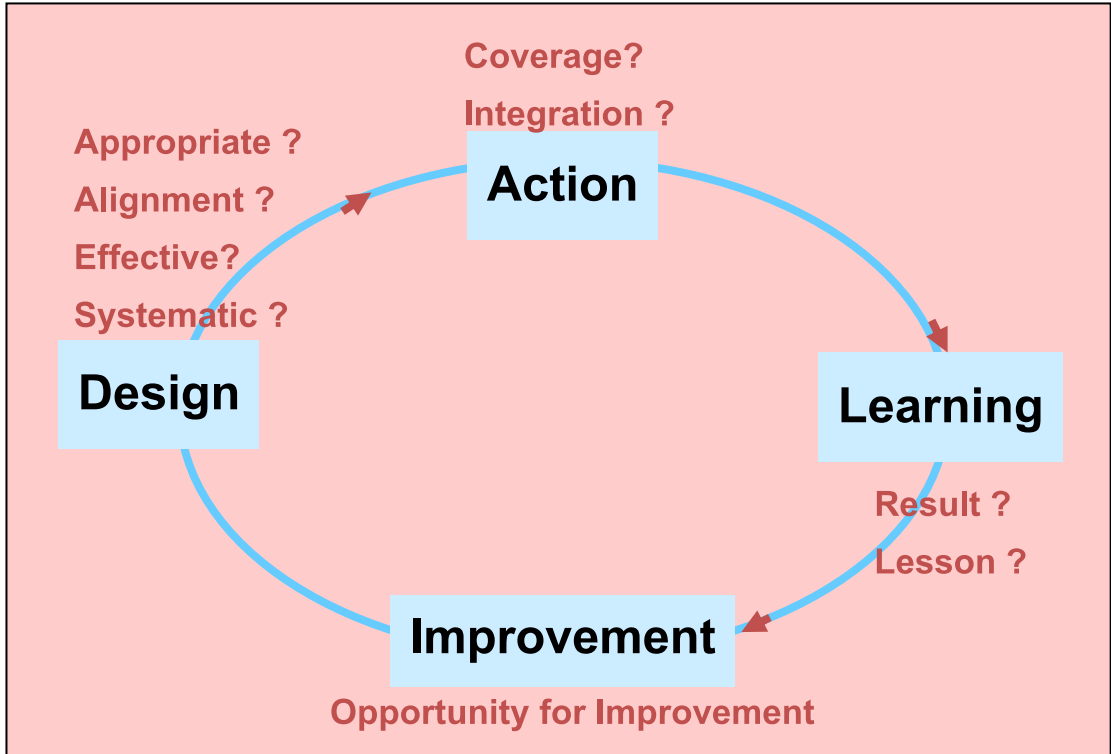 Coverage?
Integration ?
Action
Appropriate ?
Alignment ?
Effective?
Systematic ?
Design
Learning
Result ?
Lesson ?
Improvement
Opportunity for Improvement